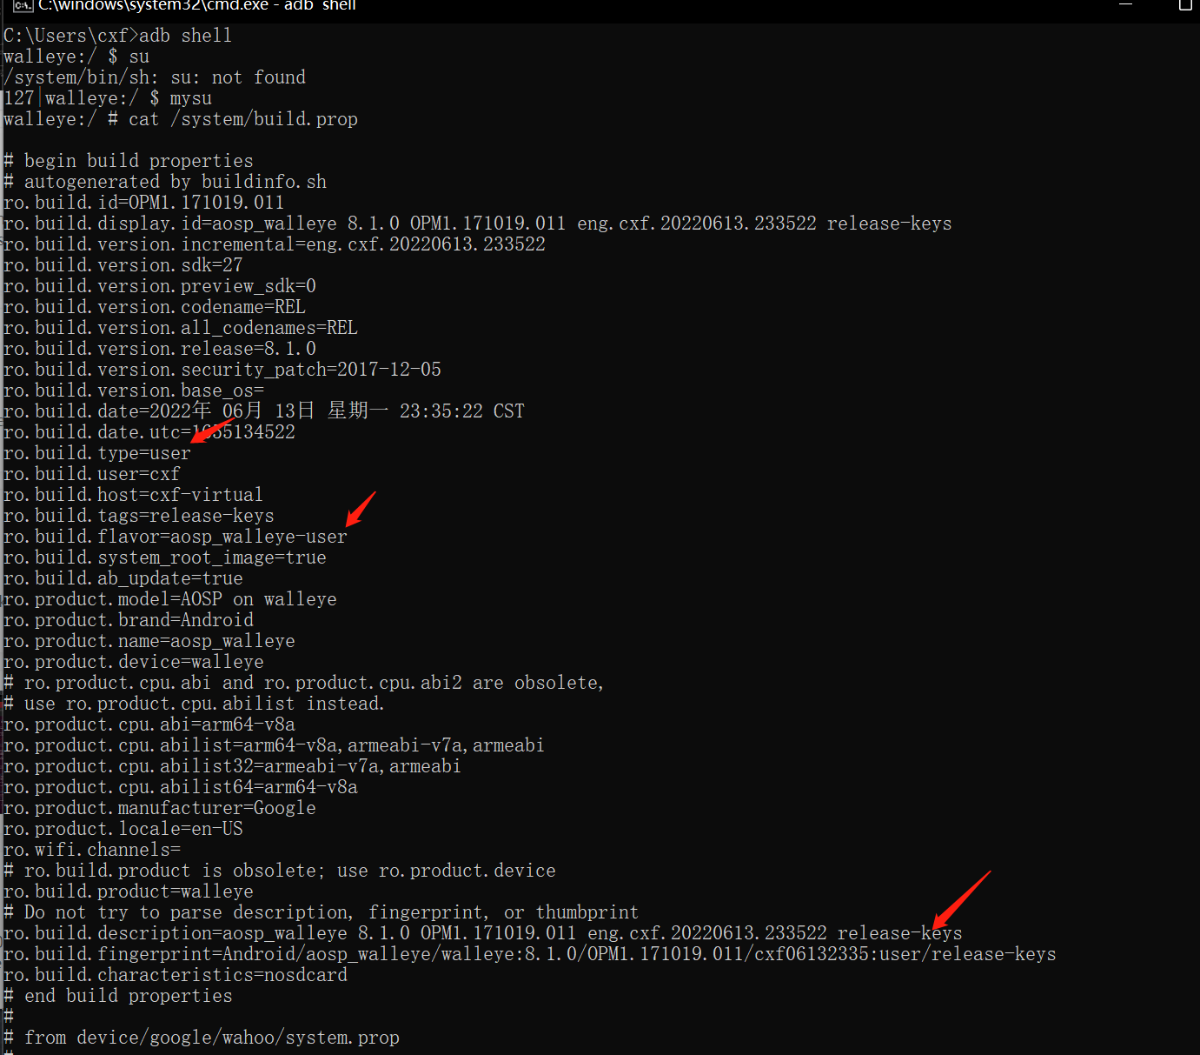 C:\windows\system32\cmd.exe - adb shell
C:\Users\cxf>adb shell
walleye:/ $ su
/system/bin/sh: su: not found
127|walleye:/ $ mysu
walleye:/ # cat /system/build.prop
# begin build properties
# autogenerated by buildinfo.sh
ro.build.id=OPM1.171019.011
ro.build.display.id=aosp_walleye 8.1.0 OPM1.171019.011 eng.cxf.20220613.233522 release-keys
ro.build.version.incremental=eng.cxf.20220613.233522
ro.build.version.sdk=27
ro.build.version.preview_sdk=0
ro.build.version.codename=REL
ro.build.version.all_codenames=REL
ro.build.version.release=8.1.0
ro.build.version.security_patch=2017-12-05
ro.build.version.base_os=
ro.build.date=2022年 06月 13日 星期一 23:35:22 CST
ro.build.date.utc=1655134522
ro.build.type=user
ro.build.user=cxf
ro.build.host=cxf-virtual
ro.build.tags=release-keys
ro.build.flavor=aosp_walleye-user
ro.build.system_root_image=true
ro.build.ab_update=true
ro.product.model=AOSP on walleye
ro.product.brand=Android
ro.product.name=aosp_walleye
ro.product.device=walleye
# ro.product.cpu.abi and ro.product.cpu.abi2 are obsolete,
# use ro.product.cpu.abilist instead.
ro.product.cpu.abi=arm64-v8a
ro.product.cpu.abilist=arm64-v8a,armeabi-v7a,armeabi
ro.product.cpu.abilist32=armeabi-v7a,armeabi
ro.product.cpu.abilist64=arm64-v8a
ro.product.manufacturer=Google
ro.product.locale=en-US
ro.wifi.channels=
# ro.build.product is obsolete; use ro.product.device
ro.build.product=walleye
# Do not try to parse description, fingerprint, or thumbprint
ro.build.description=aosp_walleye 8.1.0 OPM1.171019.011 eng.cxf.20220613.233522 release-keys
ro.build.fingerprint=Android/aosp_walleye/walleye:8.1.0/OPM1.171019.011/cxf06132335:user/release-keys
ro.build.characteristics=nosdcard
# end build properties
#
# from device/google/wahoo/system.prop
#